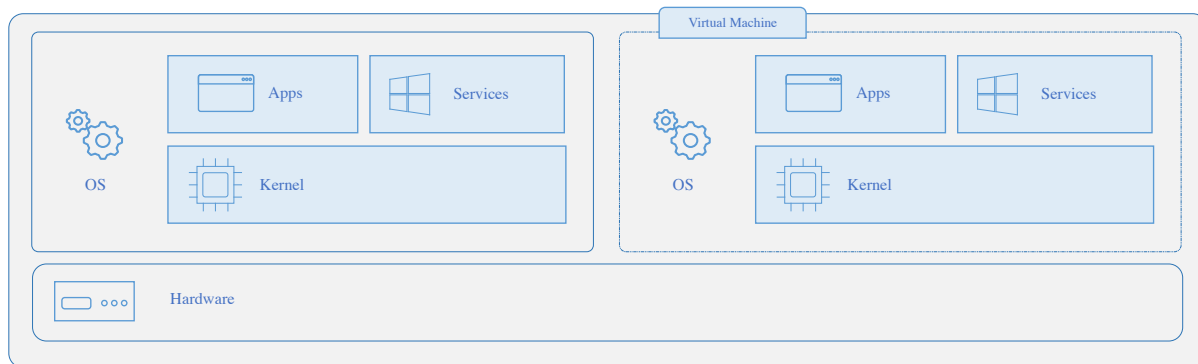 Virtual Machine
Apps
Services
OS
Kernel
Apps
Services
OS
Kernel
Hardware